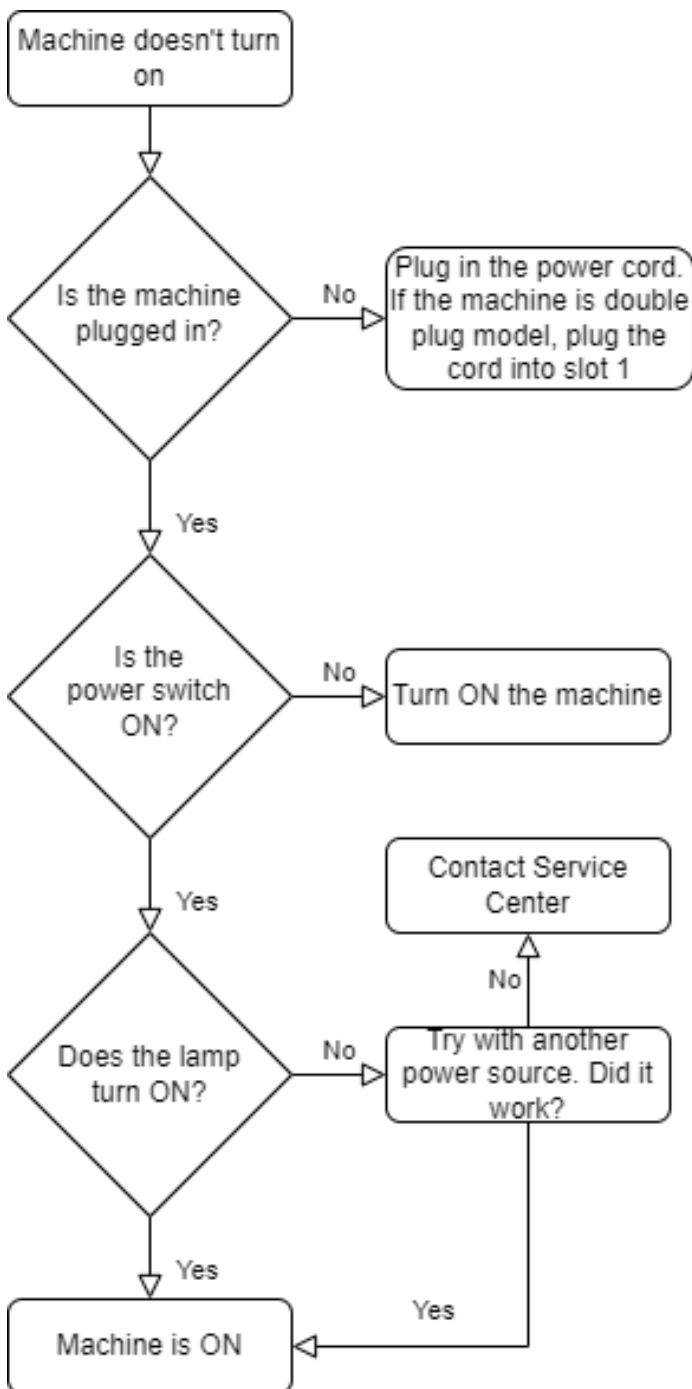 Machine doesn't turn
on
Is the machine
plugged in?
No
Plug in the power cord.
If the machine is double
plug model, plug the
cord into slot 1
Yes
Is the
power switch
ON?
No
Turn ON the machine
Yes
Contact Service
Center
No
Does the lamp
turn ON?
No
Try with another
power source. Did it
work?
Yes
Yes
Machine is ON